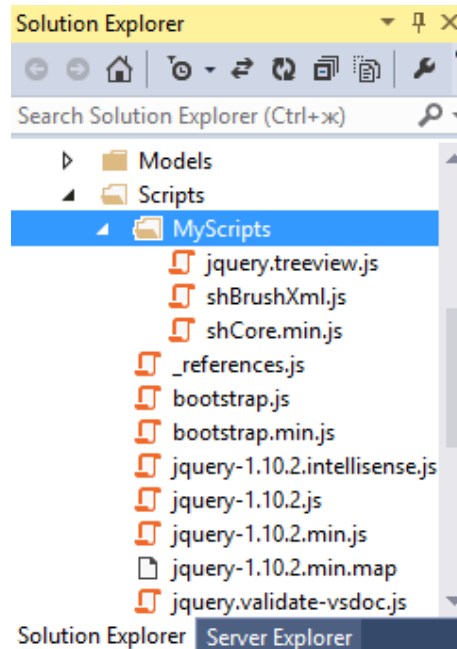 Solution Explorer
Search Solution Explorer (Ctrl+ж)
Models
Scripts
MyScripts
jquery.treeview.js
shBrushXml.js
shCore.min.js
_references.js
bootstrap.js
bootstrap.min.js
jquery-1.10.2.intellisense.js
jquery-1.10.2.js
jquery-1.10.2.min.js
jquery-1.10.2.min.map
jquery.validate-vsdoc.js
Solution Explorer Server Explorer